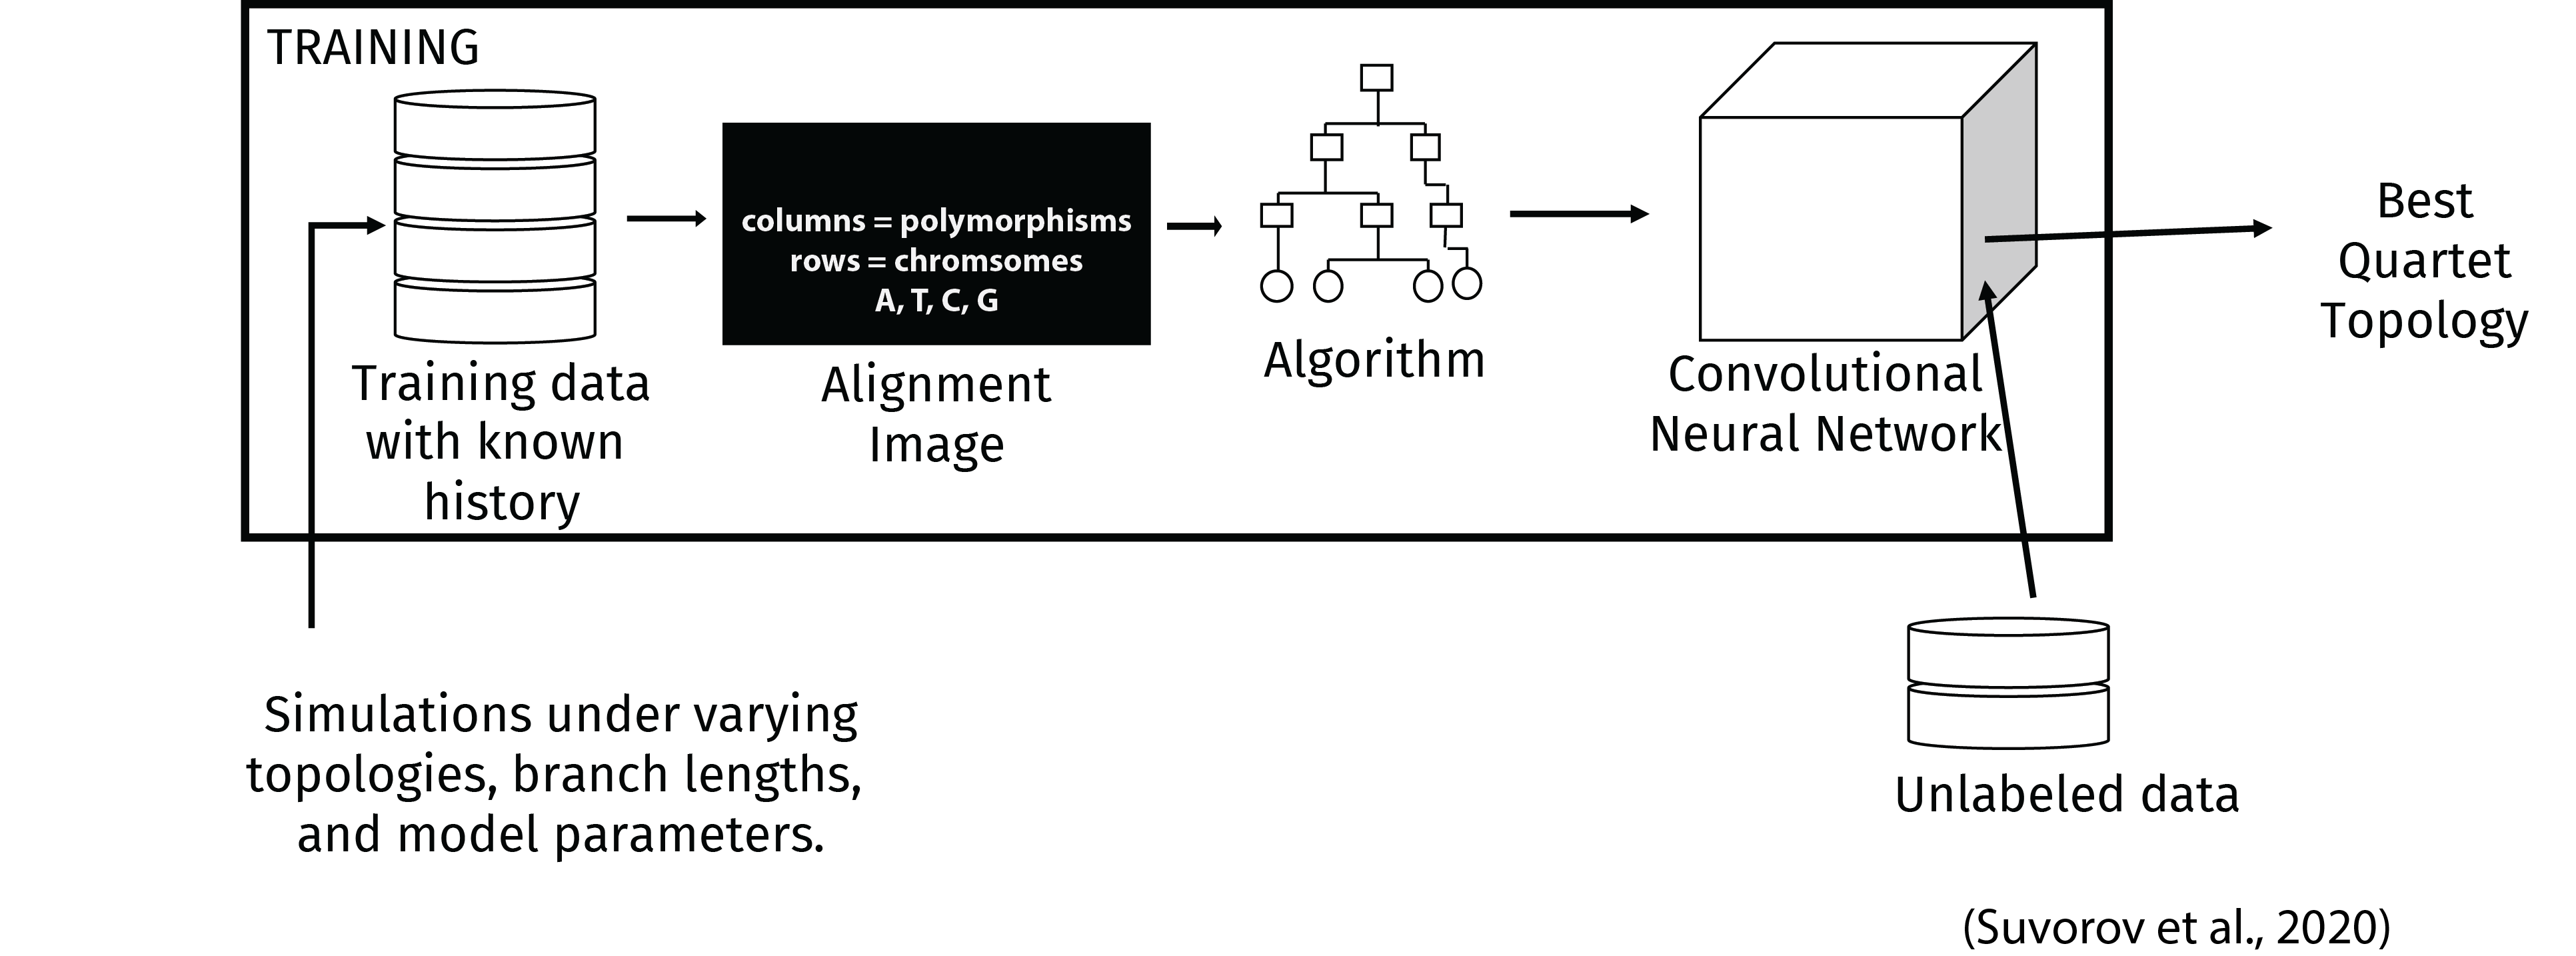 TRAINING
Training data
with known
history
columns = polymorphisms
rows = chromsomes
A, T, C, G
Alignment
Image
Algorithm
Convolutional
Neural Network
Best
Quartet
Topology
Simulations under varying
topologies, branch lengths,
and model parameters.
Unlabeled data
(Suvorov et al., 2020)